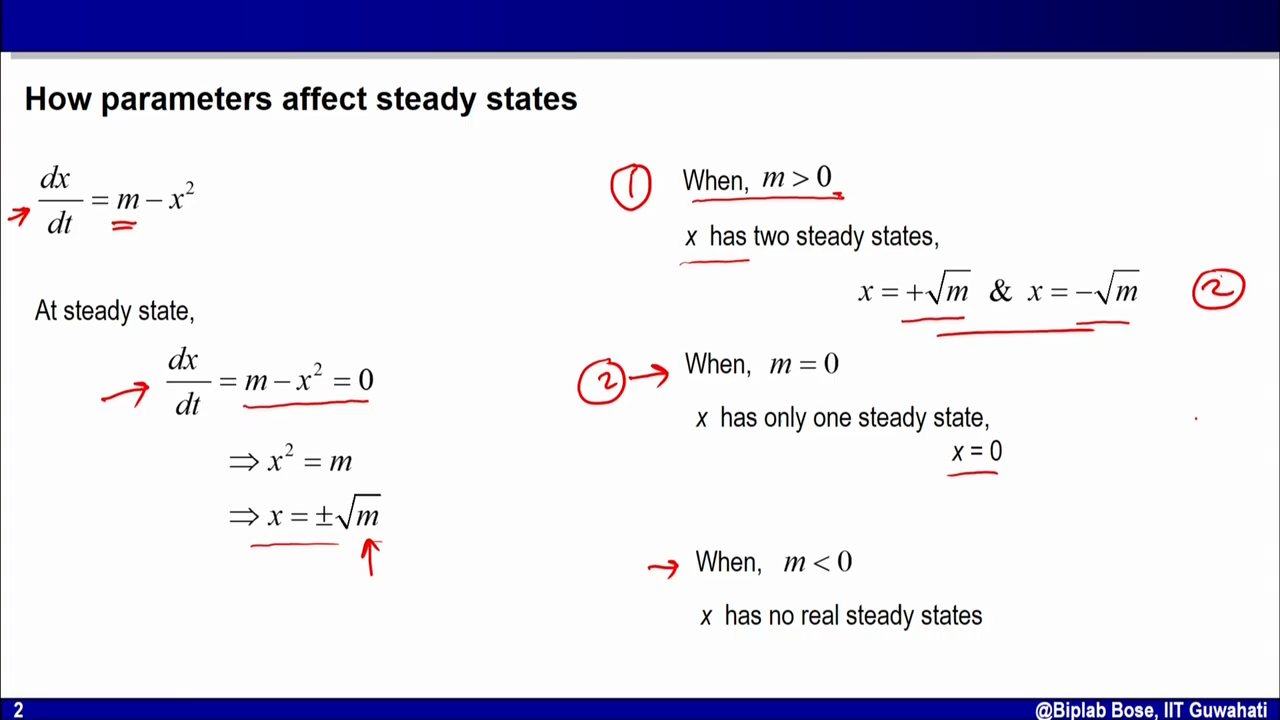 How parameters affect steady states
dx/dt = m − x²
At steady state,
dx/dt = m − x² = 0
⇒ x² = m
⇒ x = ±√m
① When, m > 0
x has two steady states,
x = +√m & x = −√m ②
② When, m = 0
x has only one steady state,
x = 0
When, m < 0
x has no real steady states
2
@Biplab Bose, IIT Guwahati